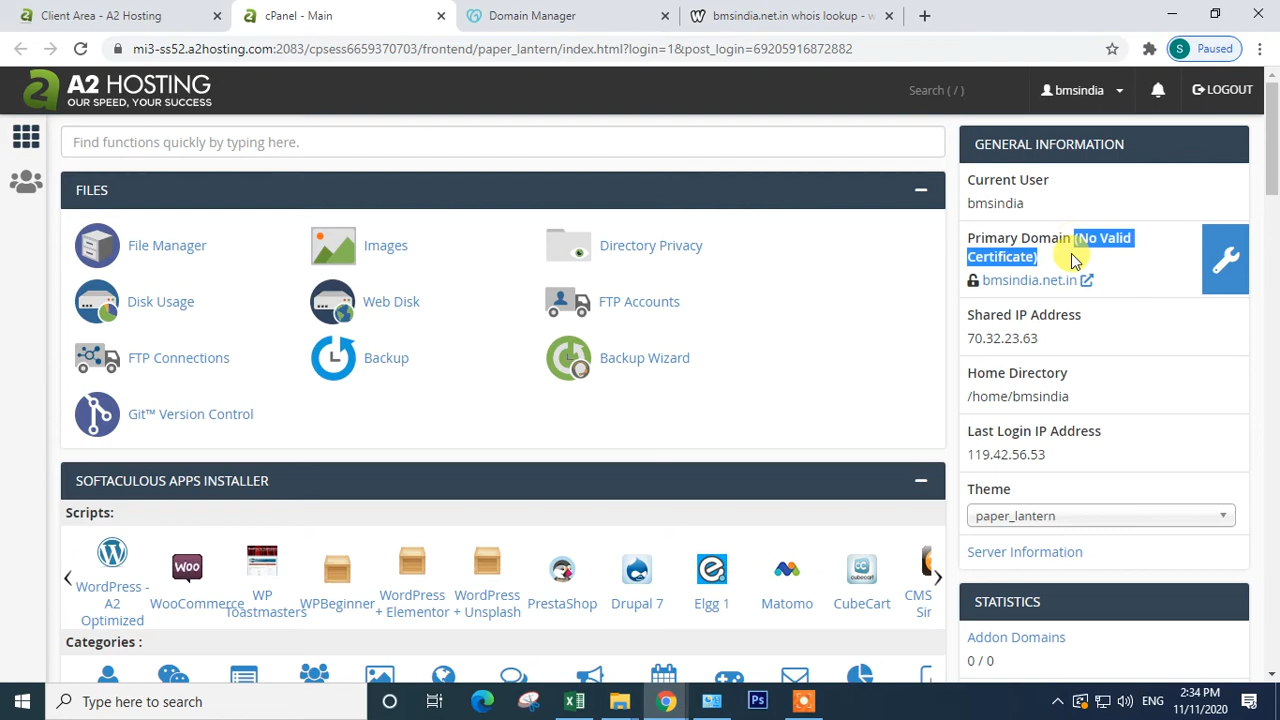 Client Area - A2 Hosting
cPanel - Main
Domain Manager
bmsindia.net.in whois lookup - w
mi3-ss52.a2hosting.com:2083/cpsess6659370703/frontend/paper_lantern/index.html?login=1&post_login=69205916872882
S Paused
A2 HOSTING
OUR SPEED, YOUR SUCCESS
Search ( / )
bmsindia
LOGOUT
Find functions quickly by typing here.
FILES
File Manager
Images
Directory Privacy
Disk Usage
Web Disk
FTP Accounts
FTP Connections
Backup
Backup Wizard
Git™ Version Control
SOFTACULOUS APPS INSTALLER
Scripts:
WordPress -
A2
Optimized
WooCommerce
WP
Toastmasters
WPBeginner
WordPress
+ Elementor
WordPress
+ Unsplash
PrestaShop
Drupal 7
Elgg 1
Matomo
CubeCart
Categories :
GENERAL INFORMATION
Current User
bmsindia
Primary Domain (No Valid
Certificate)
bmsindia.net.in
Shared IP Address
70.32.23.63
Home Directory
/home/bmsindia
Last Login IP Address
119.42.56.53
Theme
paper_lantern
Server Information
STATISTICS
Addon Domains
0 / 0
Type here to search
ENG
2:34 PM
11/11/2020